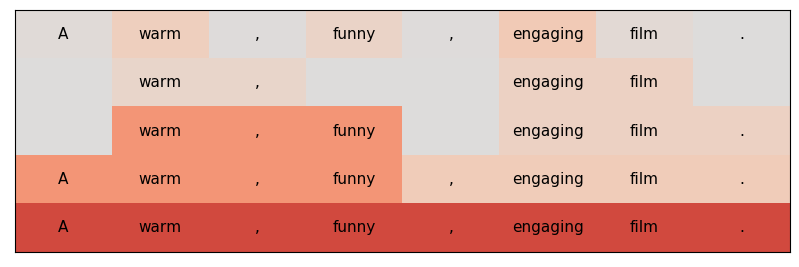 A warm , funny , engaging film .
warm , engaging film
warm , funny engaging film .
A warm , funny , engaging film .
A warm , funny , engaging film .